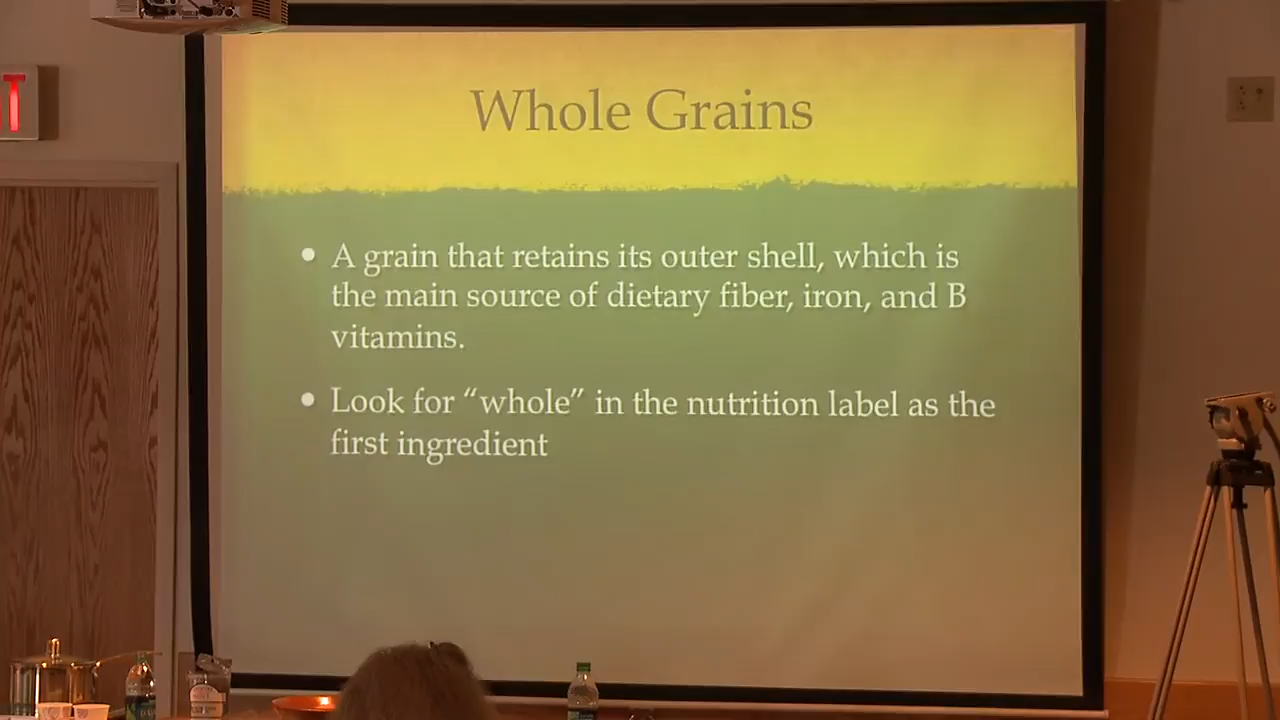 Whole Grains
• A grain that retains its outer shell, which is
the main source of dietary fiber, iron, and B
vitamins.
• Look for “whole” in the nutrition label as the
first ingredient
T